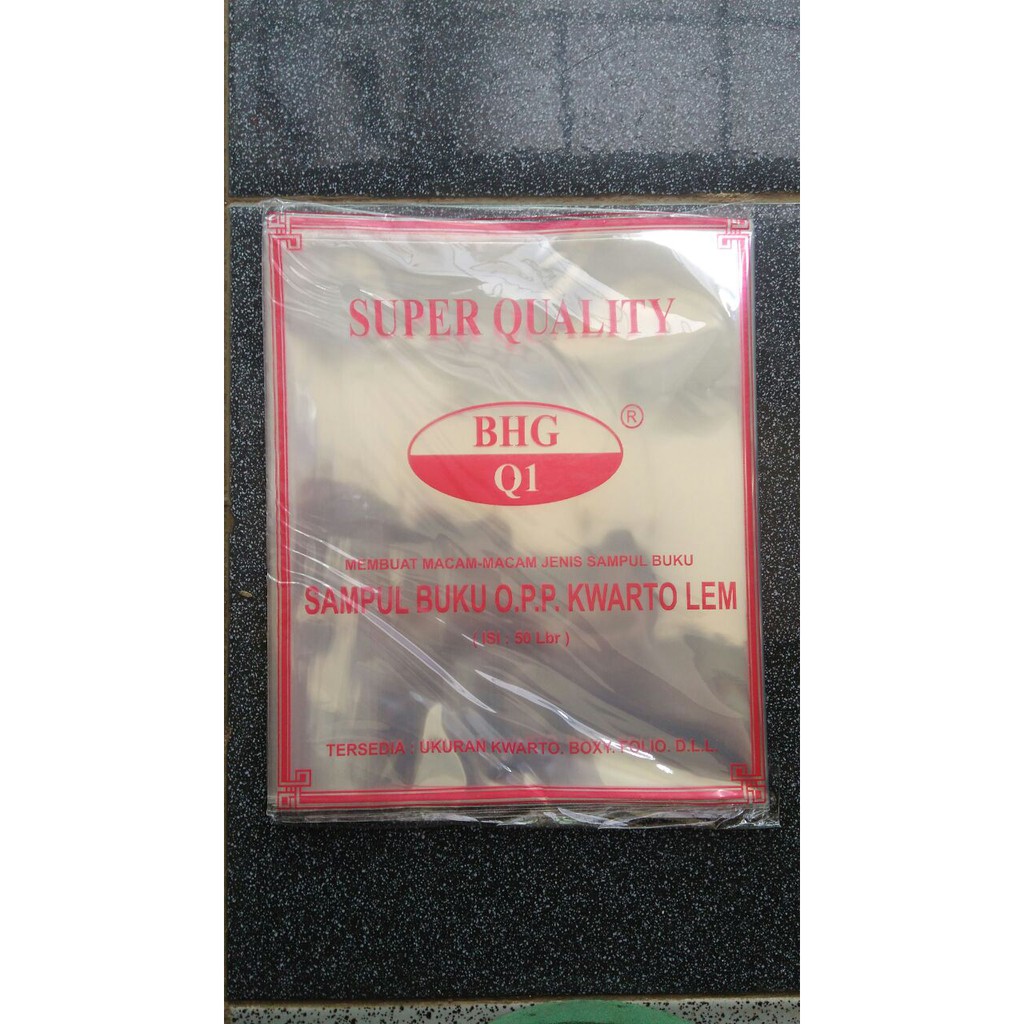 SUPER QUALITY
BHG ®
Q1
MEMBUAT MACAM-MACAM JENIS SAMPUL BUKU
SAMPUL BUKU O.P.P. KWARTO LEM
( ISI : 50 Lbr )
TERSEDIA : UKURAN KWARTO. BOXY. FOLIO. D.L.L.